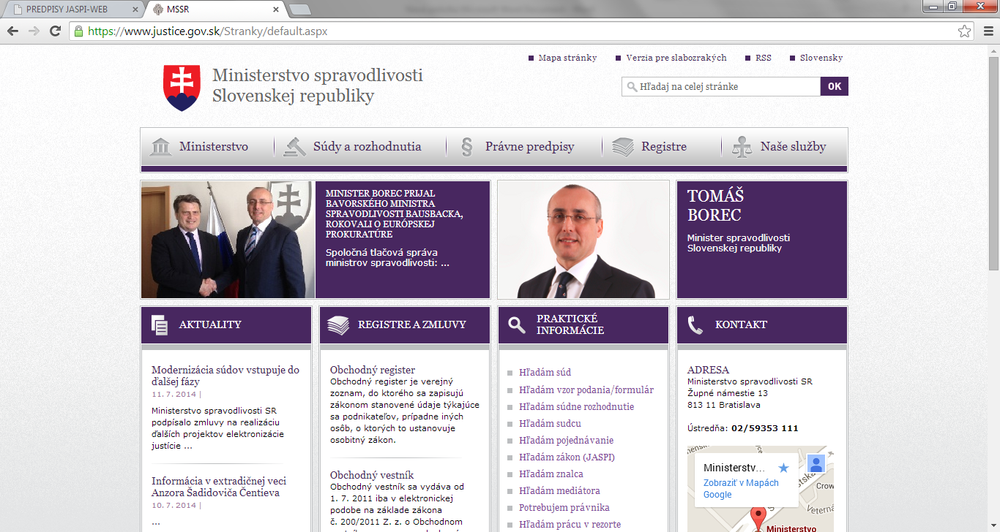 PREDPISY JASPI-WEB
MSSR
https://www.justice.gov.sk/Stranky/default.aspx
Mapa stránky
Verzia pre slabozrakých
RSS
Slovensky
Ministerstvo spravodlivosti
Slovenskej republiky
Hľadaj na celej stránke
OK
Ministerstvo
Súdy a rozhodnutia
§
Právne predpisy
Registre
Naše služby
MINISTER BOREC PRIJAL
BAVORSKÉHO MINISTRA
SPRAVODLIVOSTI BAUSBACKA,
ROKOVALI O EURÓPSKEJ
PROKURATÚRE
Spoločná tlačová správa
ministrov spravodlivosti: ...
TOMÁŠ
BOREC
Minister spravodlivosti
Slovenskej republiky
AKTUALITY
Modernizácia súdov vstupuje do
ďalšej fázy
11. 7. 2014 |
Ministerstvo spravodlivosti SR
podpísalo zmluvy na realizáciu
ďalších projektov elektronizácie
justície ...
Informácia v extradičnej veci
Anzora Šadidoviča Čentieva
10. 7. 2014 |
...
REGISTRE A ZMLUVY
Obchodný register
Obchodný register je verejný
zoznam, do ktorého sa zapisujú
zákonom stanovené údaje týkajúce
sa podnikateľov, prípadne iných
osôb, o ktorých to ustanovuje
osobitný zákon.
Obchodný vestník
Obchodný vestník sa vydáva od
1. 7. 2011 iba v elektronickej
podobe na základe zákona
č. 200/2011 Z. z. o Obchodnom
PRAKTICKÉ
INFORMÁCIE
Hľadám súd
Hľadám vzor podania/formulár
Hľadám súdne rozhodnutie
Hľadám sudcu
Hľadám pojednávanie
Hľadám zákon (JASPI)
Hľadám znalca
Hľadám mediátora
Potrebujem právnika
Hľadám prácu v rezorte
KONTAKT
ADRESA
Ministerstvo spravodlivosti SR
Župné námestie 13
813 11 Bratislava
Ústredňa: 02/59353 111
Ministerstv...
Zobraziť v Mapách
Google
Crow
Veterná
Ministerstvo